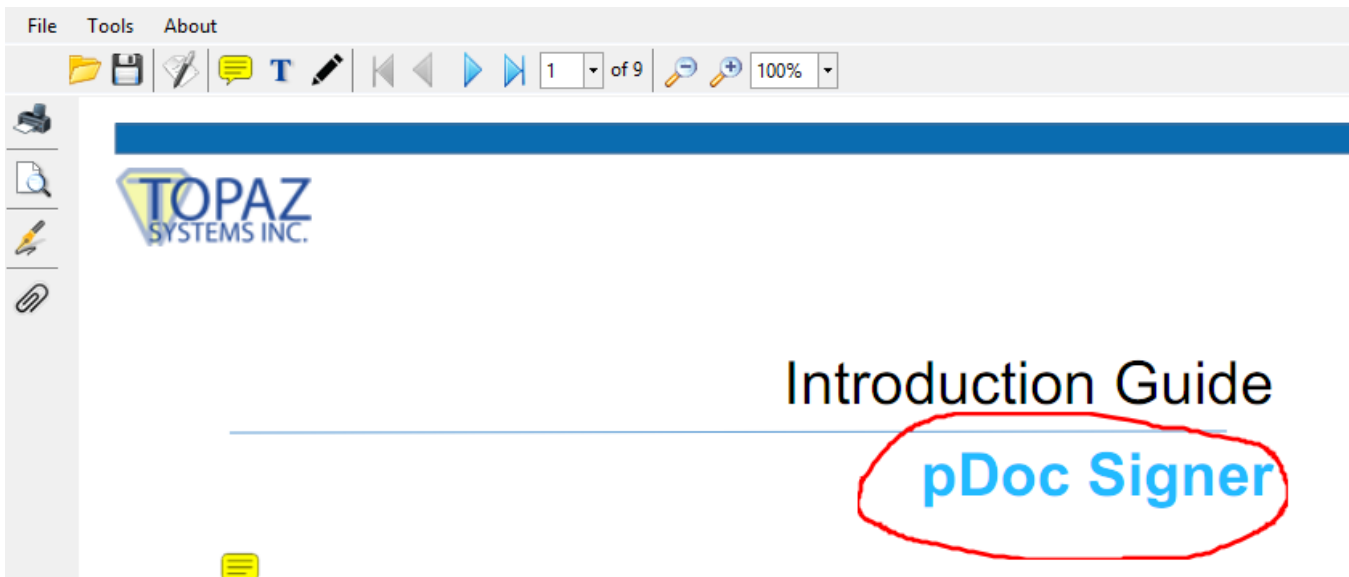 File Tools About
T 1 of 9 100%
TOPAZ
SYSTEMS INC.
Introduction Guide
pDoc Signer